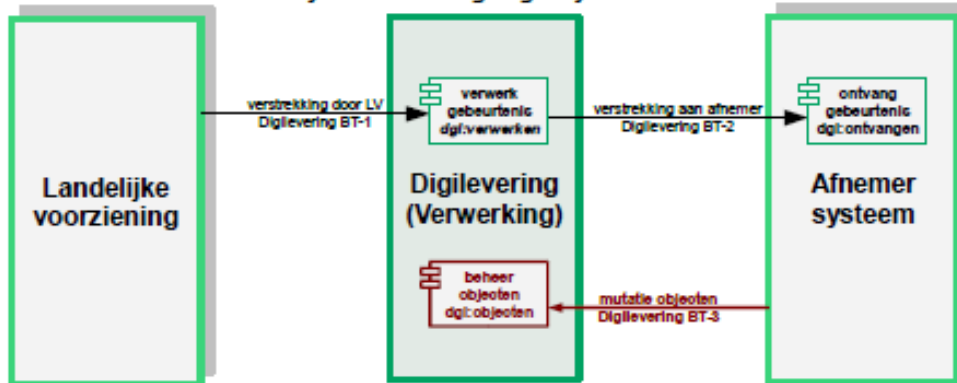 verwerk
gebeurtenis
dgl:verwerken
ontvang
gebeurtenis
dgl:ontvangen
verstrekking door LV
Digilevering BT-1
verstrekking aan afnemer
Digilevering BT-2
Landelijke
voorziening
Digilevering
(Verwerking)
Afnemer
systeem
beheer
objecten
dgl:objecten
mutatie objecten
Digilevering BT-3